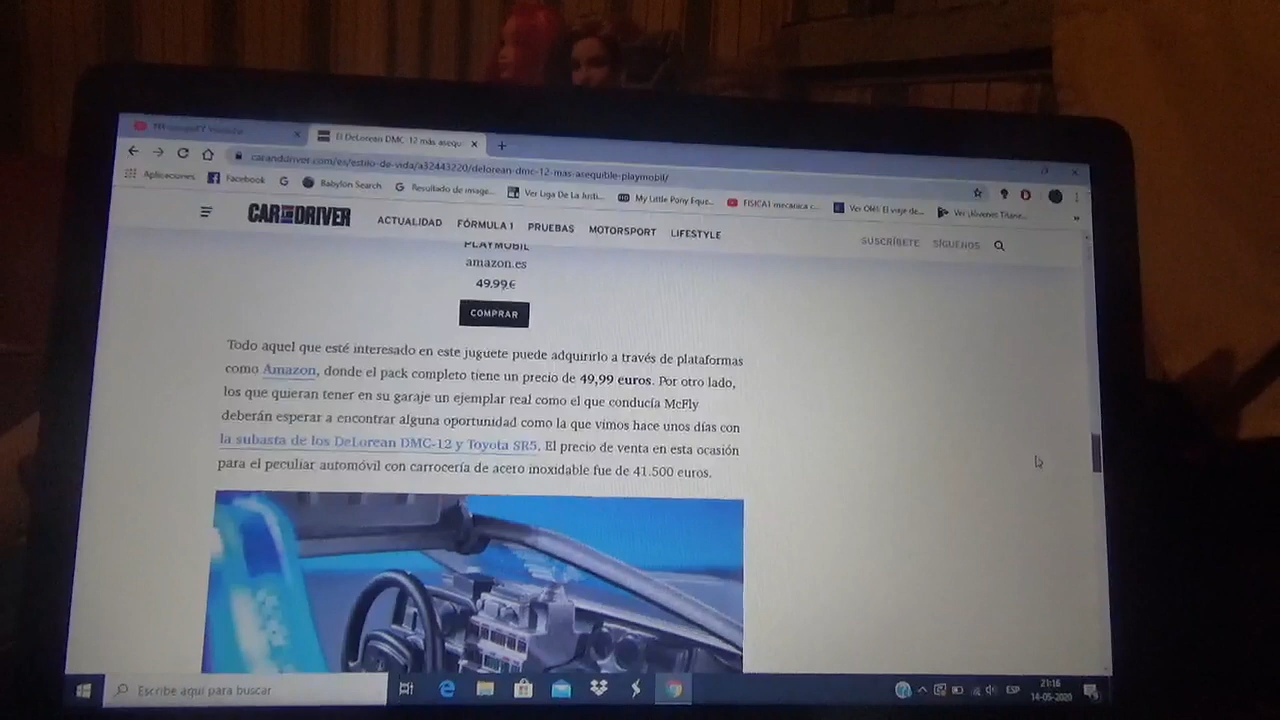 El DeLorean DMC-12 más asequ
carandriver.com/es/estilo-de-vida/a32443220/delorean-dmc-12-mas-asequible-playmobil/
Aplicaciones Facebook G Babylon Search Resultado de image... Ver Liga De La Justi... My Little Pony Eque... FISICA1 mecanica c... Ver Olé!: El viaje de... Ver Jóvenes Titane...
CAR AND DRIVER ACTUALIDAD FÓRMULA 1 PRUEBAS MOTORSPORT LIFESTYLE SUSCRÍBETE SÍGUENOS
PLAYMOBIL
amazon.es
49.99€
COMPRAR
Todo aquel que esté interesado en este juguete puede adquirirlo a través de plataformas
como Amazon, donde el pack completo tiene un precio de 49,99 euros. Por otro lado,
los que quieran tener en su garaje un ejemplar real como el que conducía McFly
deberán esperar a encontrar alguna oportunidad como la que vimos hace unos días con
la subasta de los DeLorean DMC-12 y Toyota SR5. El precio de venta en esta ocasión
para el peculiar automóvil con carrocería de acero inoxidable fue de 41.500 euros.
Escribe aquí para buscar
ESP
21:16
14-05-2020